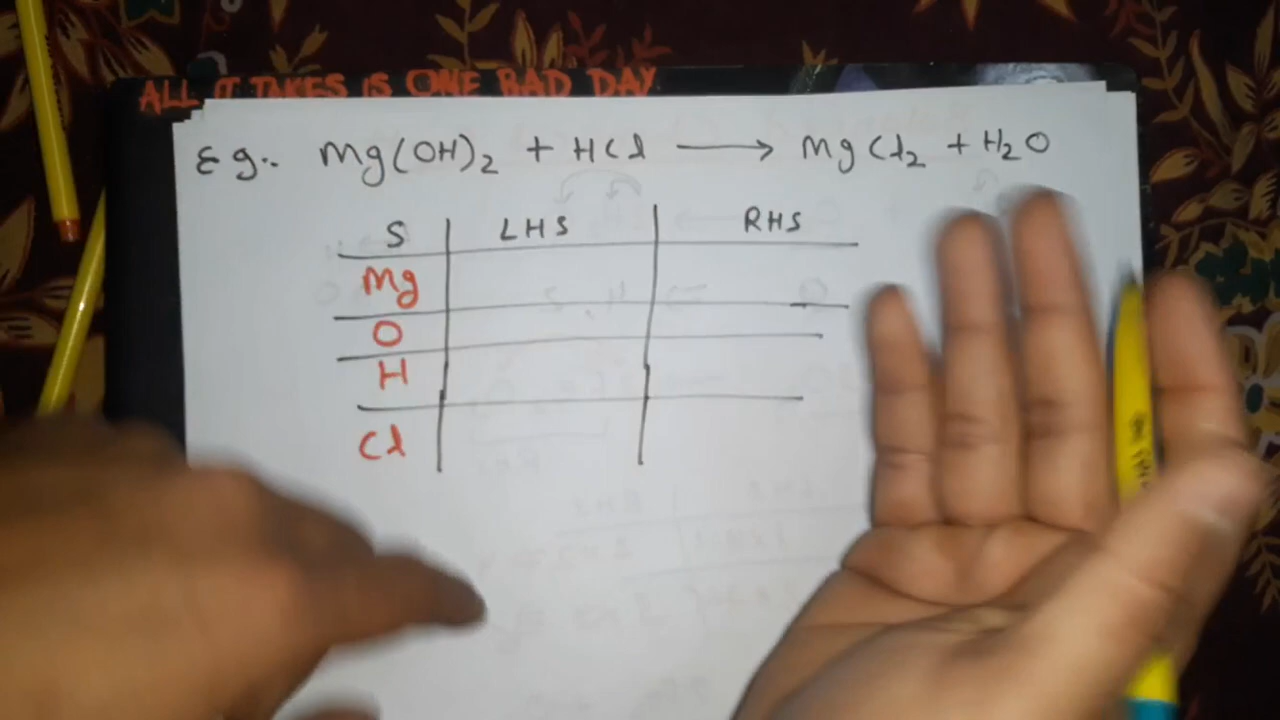 ALL IT TAKES IS ONE BAD DAY
Eg:- Mg(OH)2 + HCl → MgCl2 + H2O
S LHS RHS
Mg
O
H
Cl